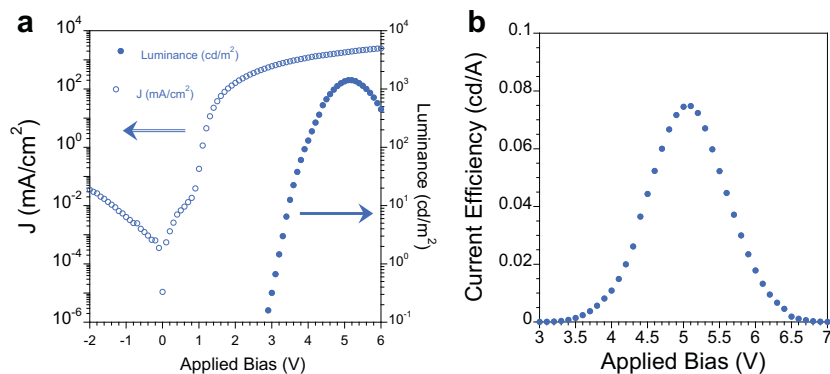 a
10^4
10^2
10^0
10^-2
10^-4
10^-6
J (mA/cm^2)
Luminance (cd/m^2)
J (mA/cm^2)
-2 -1 0 1 2 3 4 5 6
Applied Bias (V)
10^4
10^3
10^2
10^1
10^0
10^-1
Luminance (cd/m^2)
b
0.1
0.08
0.06
0.04
0.02
0
Current Efficiency (cd/A)
3 3.5 4 4.5 5 5.5 6 6.5 7
Applied Bias (V)